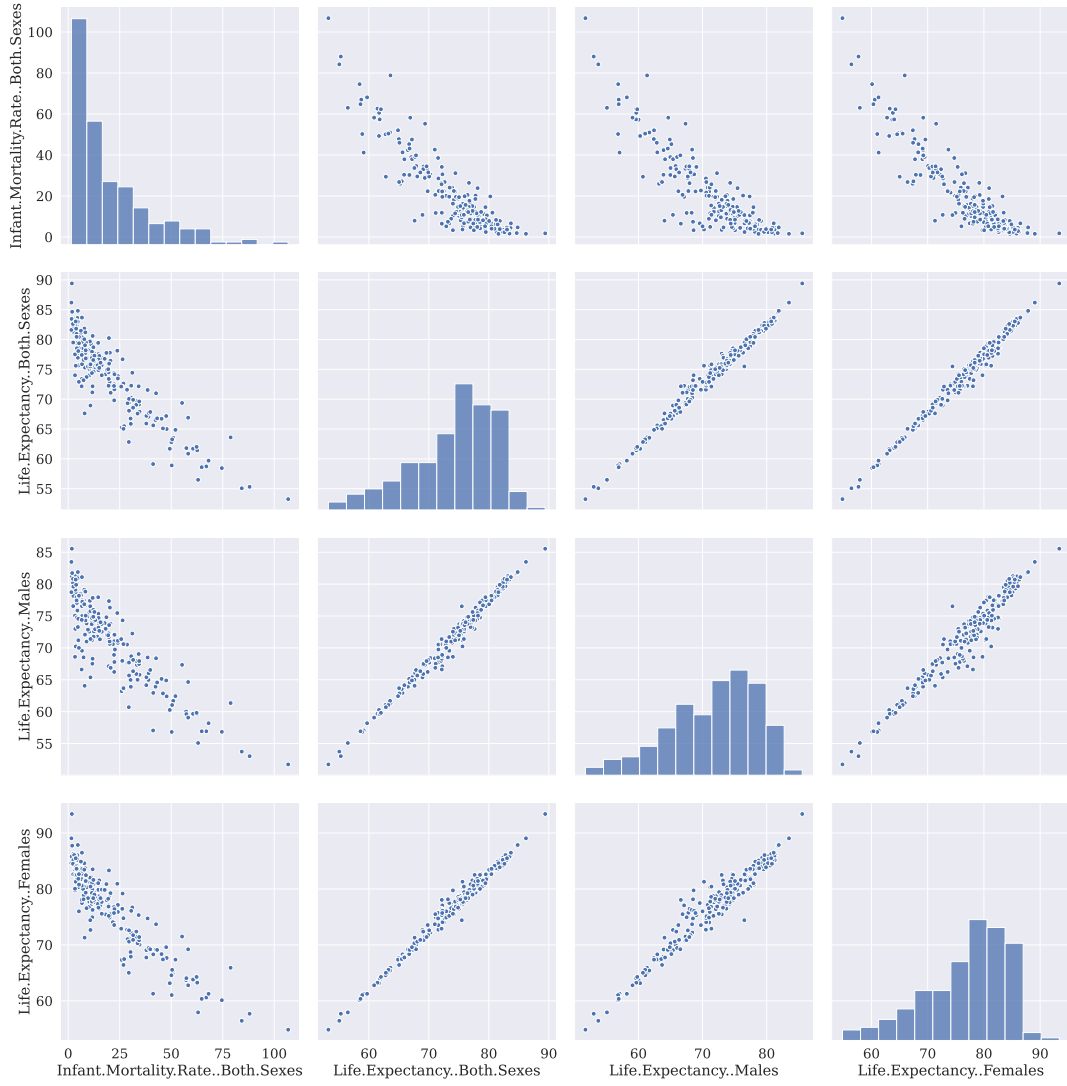 Infant.Mortality.Rate..Both.Sexes
100
80
60
40
20
0
Life.Expectancy..Both.Sexes
90
85
80
75
70
65
60
55
Life.Expectancy..Males
85
80
75
70
65
60
55
Life.Expectancy..Females
90
80
70
60
0 25 50 75 100
60 70 80 90
60 70 80
60 70 80 90
Infant.Mortality.Rate..Both.Sexes
Life.Expectancy..Both.Sexes
Life.Expectancy..Males
Life.Expectancy..Females